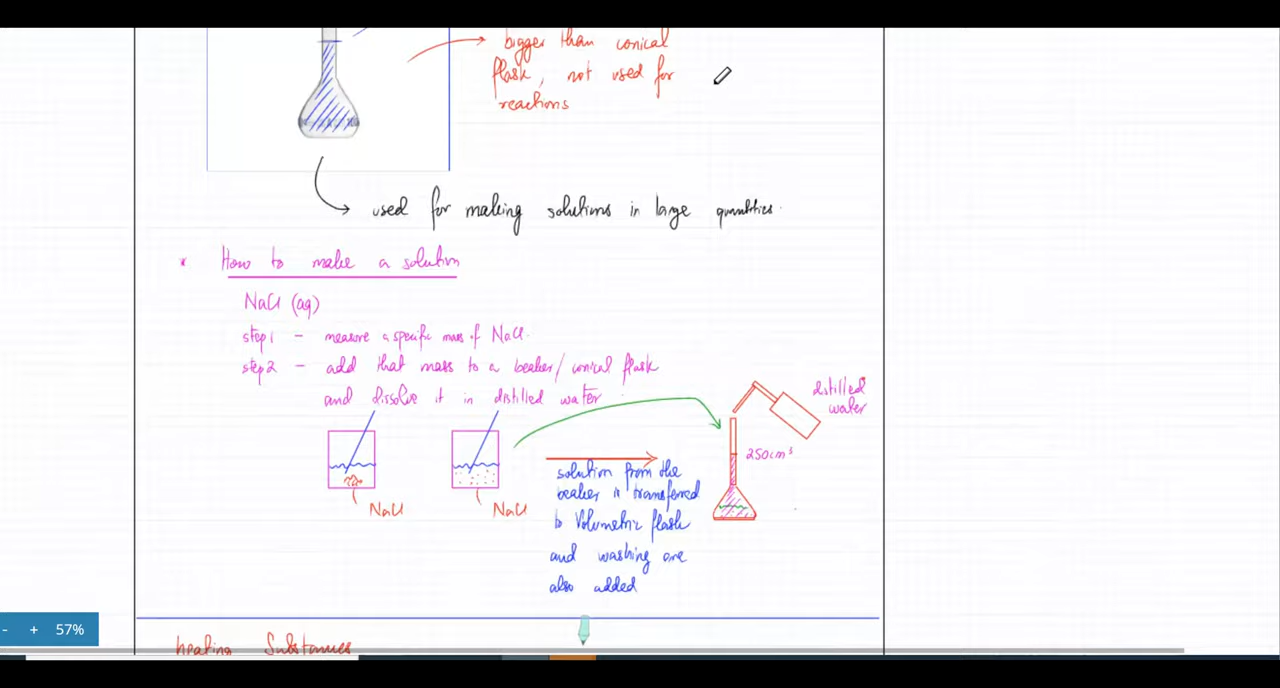 bigger than conical
flask, not used for
reactions
used for making solutions in large quantities.
* How to make a solution
NaCl (aq)
step 1 - measure a specific mass of NaCl.
step 2 - add that mass to a beaker/conical flask
and dissolve it in distilled water
distilled
water
250cm³
NaCl
NaCl
solution from the
beaker is transferred
to Volumetric flask
and washing are
also added
- + 57%
heating Substances